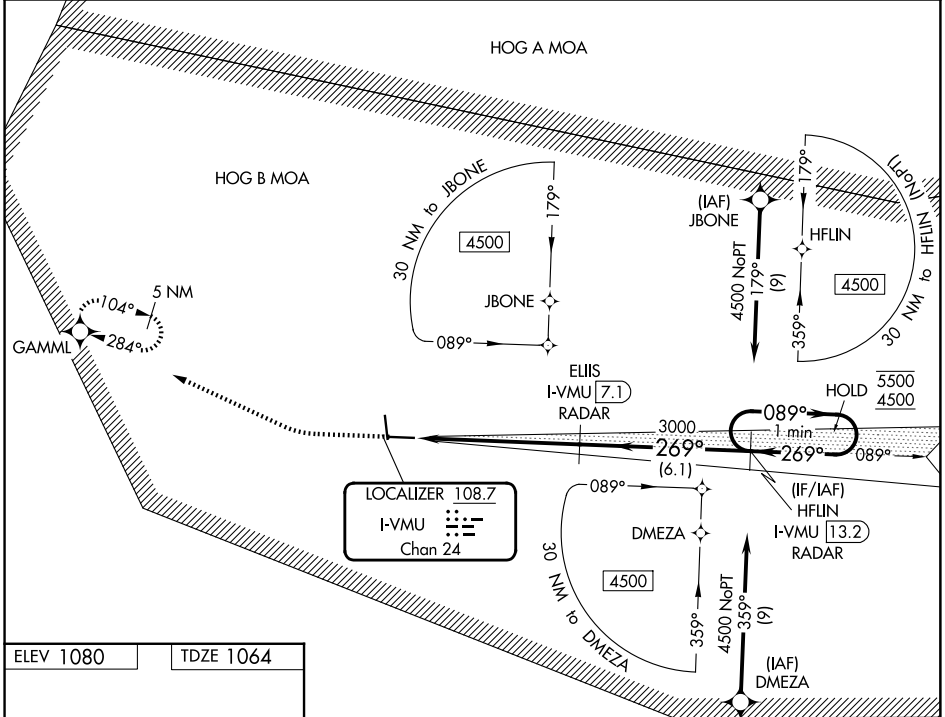 HOG A MOA
HOG B MOA
30 NM to JBONE
179°
4500
JBONE
089°
(IAF)
JBONE
4500 NoPT
179°
(9)
179°
HFLIN
4500
359°
30 NM to HFLIN
(NoPT)
104°
5 NM
284°
GAMML
ELIIS
I-VMU 7.1
RADAR
HOLD
5500
4500
089°
1 min
3000
269°
(6.1)
269°
089°
(IF/IAF)
HFLIN
I-VMU 13.2
RADAR
LOCALIZER 108.7
I-VMU
Chan 24
089°
DMEZA
4500
30 NM to DMEZA
359°
4500 NoPT
359°
(9)
(IAF)
DMEZA
ELEV 1080
TDZE 1064